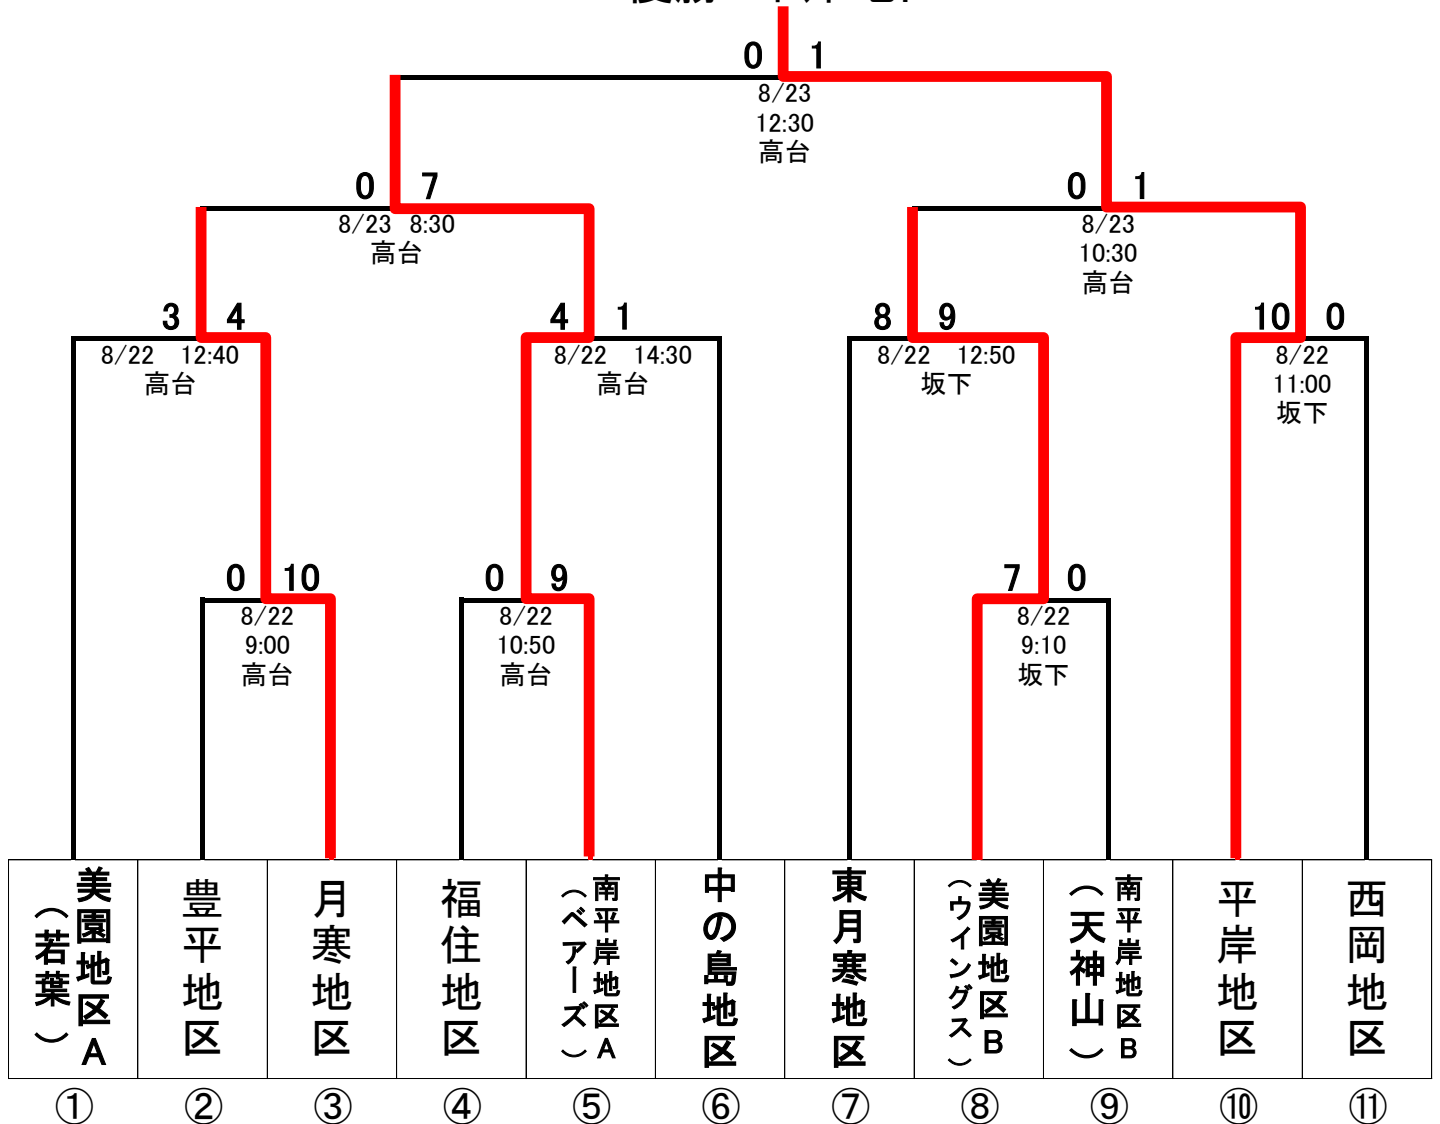 0 1
8/23
12:30
高台
0 7
8/23 8:30
高台
0 1
8/23
10:30
高台
3 4
8/22 12:40
高台
4 1
8/22 14:30
高台
8 9
8/22 12:50
坂下
10 0
8/22
11:00
坂下
0 10
8/22
9:00
高台
0 9
8/22
10:50
高台
7 0
8/22
9:10
坂下
美園地区A
（若葉）
豊平地区
月寒地区
福住地区
南平岸地区A
（ベアーズ）
中の島地区
東月寒地区
美園地区B
（ウイングス）
南平岸地区B
（天神山）
平岸地区
西岡地区
① ② ③ ④ ⑤ ⑥ ⑦ ⑧ ⑨ ⑩ ⑪